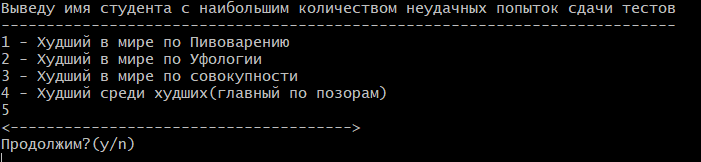 Выведу имя студента с наибольшим количеством неудачных попыток сдачи тестов
--------------------------------------------------------------------------
1 - Худший в мире по Пивоварению
2 - Худший в мире по Уфологии
3 - Худший в мире по совокупности
4 - Худший среди худших(главный по позорам)
5
<------------------------------------->
Продолжим?(y/n)